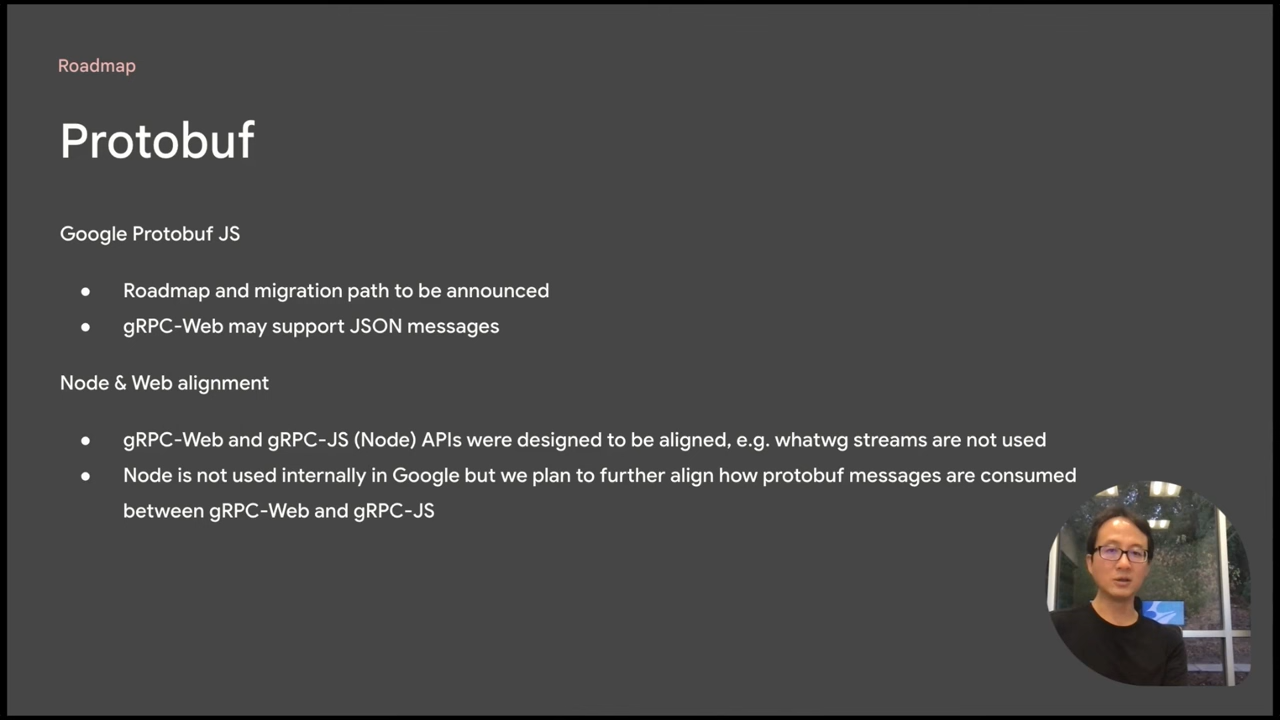 Roadmap
Protobuf
Google Protobuf JS
● Roadmap and migration path to be announced
● gRPC-Web may support JSON messages
Node & Web alignment
● gRPC-Web and gRPC-JS (Node) APIs were designed to be aligned, e.g. whatwg streams are not used
● Node is not used internally in Google but we plan to further align how protobuf messages are consumed
between gRPC-Web and gRPC-JS